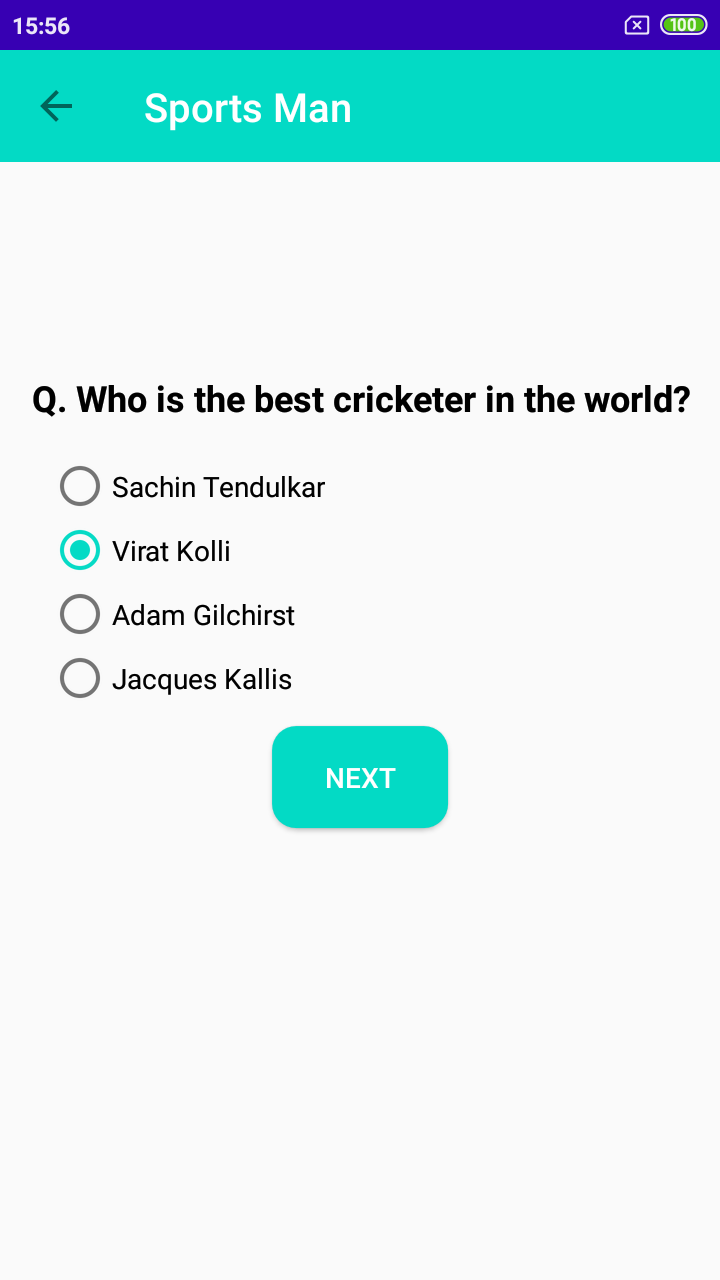 15:56
100
Sports Man
Q. Who is the best cricketer in the world?
Sachin Tendulkar
Virat Kolli
Adam Gilchirst
Jacques Kallis
NEXT